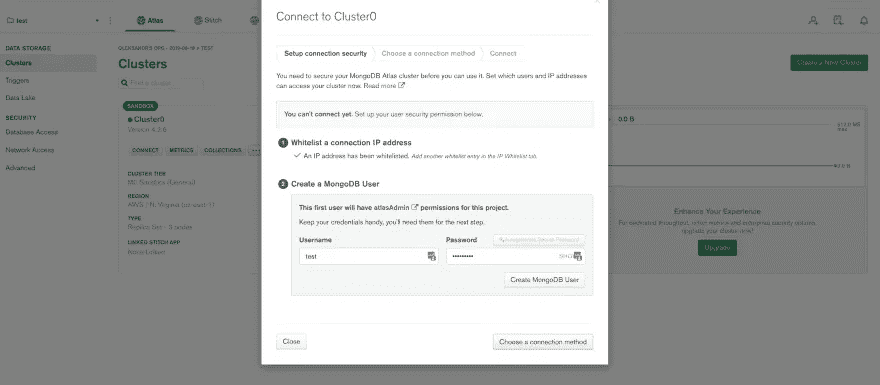 test
Atlas
Stitch
Connect to Cluster0
Setup connection security
Choose a connection method
Connect
You need to secure your MongoDB Atlas cluster before you can use it. Set which users and IP addresses
can access your cluster now. Read more
You can't connect yet. Set up your user security permission below.
1 Whitelist a connection IP address
An IP address has been whitelisted. Add another whitelist entry in the IP Whitelist tab.
2 Create a MongoDB User
This first user will have atlasAdmin permissions for this project.
Keep your credentials handy, you'll need them for the next step.
Username
Password
Autogenerate Secure Password
test
Create MongoDB User
Close
Choose a connection method
DATA STORAGE
Clusters
Triggers
Data Lake
SECURITY
Database Access
Network Access
Advanced
Clusters
Find a cluster
SANDBOX
Cluster0
Version 4.2.6
CONNECT
METRICS
COLLECTIONS
CLUSTER TIER
REGION
TYPE
LINKED STITCH APP
Create a New Cluster
Enhance Your Experience
upgrade your cluster now!
Upgrade